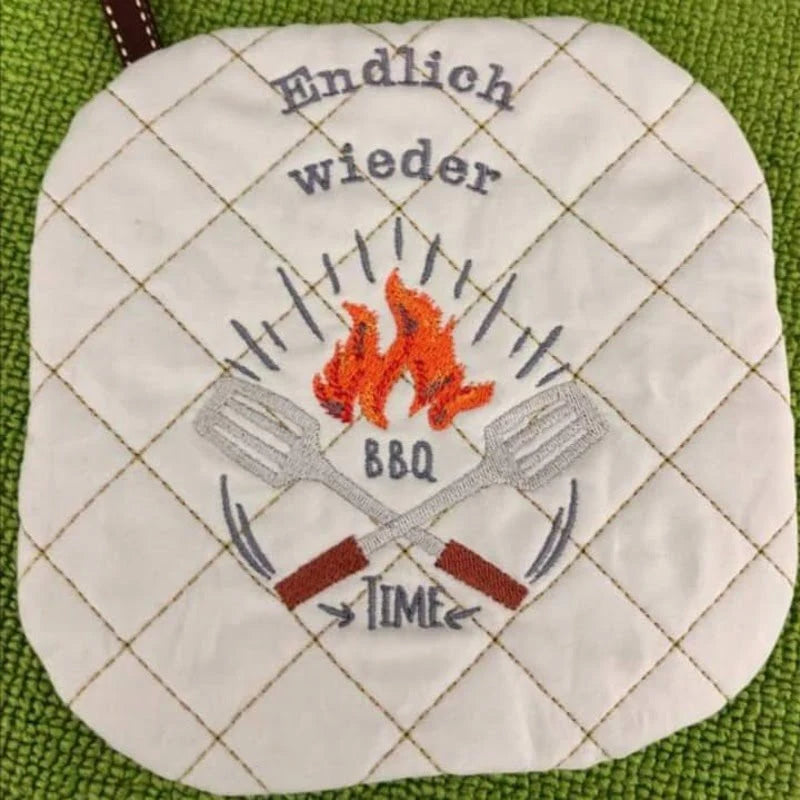 Endlich
wieder
BBQ
TIME